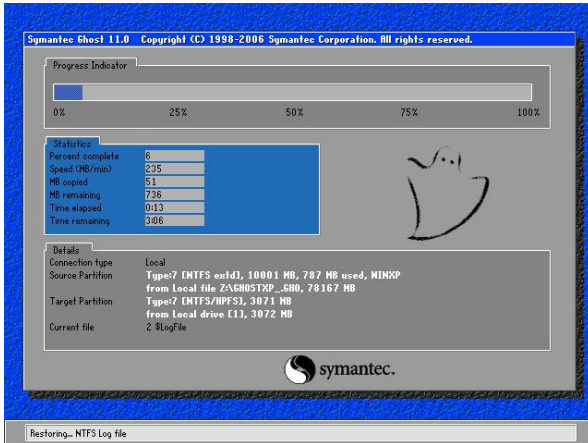 Symantec Ghost 11.0 Copyright (C) 1998-2006 Symantec Corporation. All rights reserved.
Progress Indicator
0% 25% 50% 75% 100%
Statistics
Percent complete 6
Speed (MB/min) 235
MB copied 51
MB remaining 736
Time elapsed 0:13
Time remaining 3:06
Details
Connection type Local
Source Partition Type:7 [NTFS extd], 10001 MB, 787 MB used, WINXP
from Local file Z:\GHOSTXP_.GHO, 78167 MB
Target Partition Type:7 [NTFS/HPFS], 3071 MB
from Local drive [1], 3072 MB
Current file 2 $LogFile
symantec.
Restoring... NTFS Log file